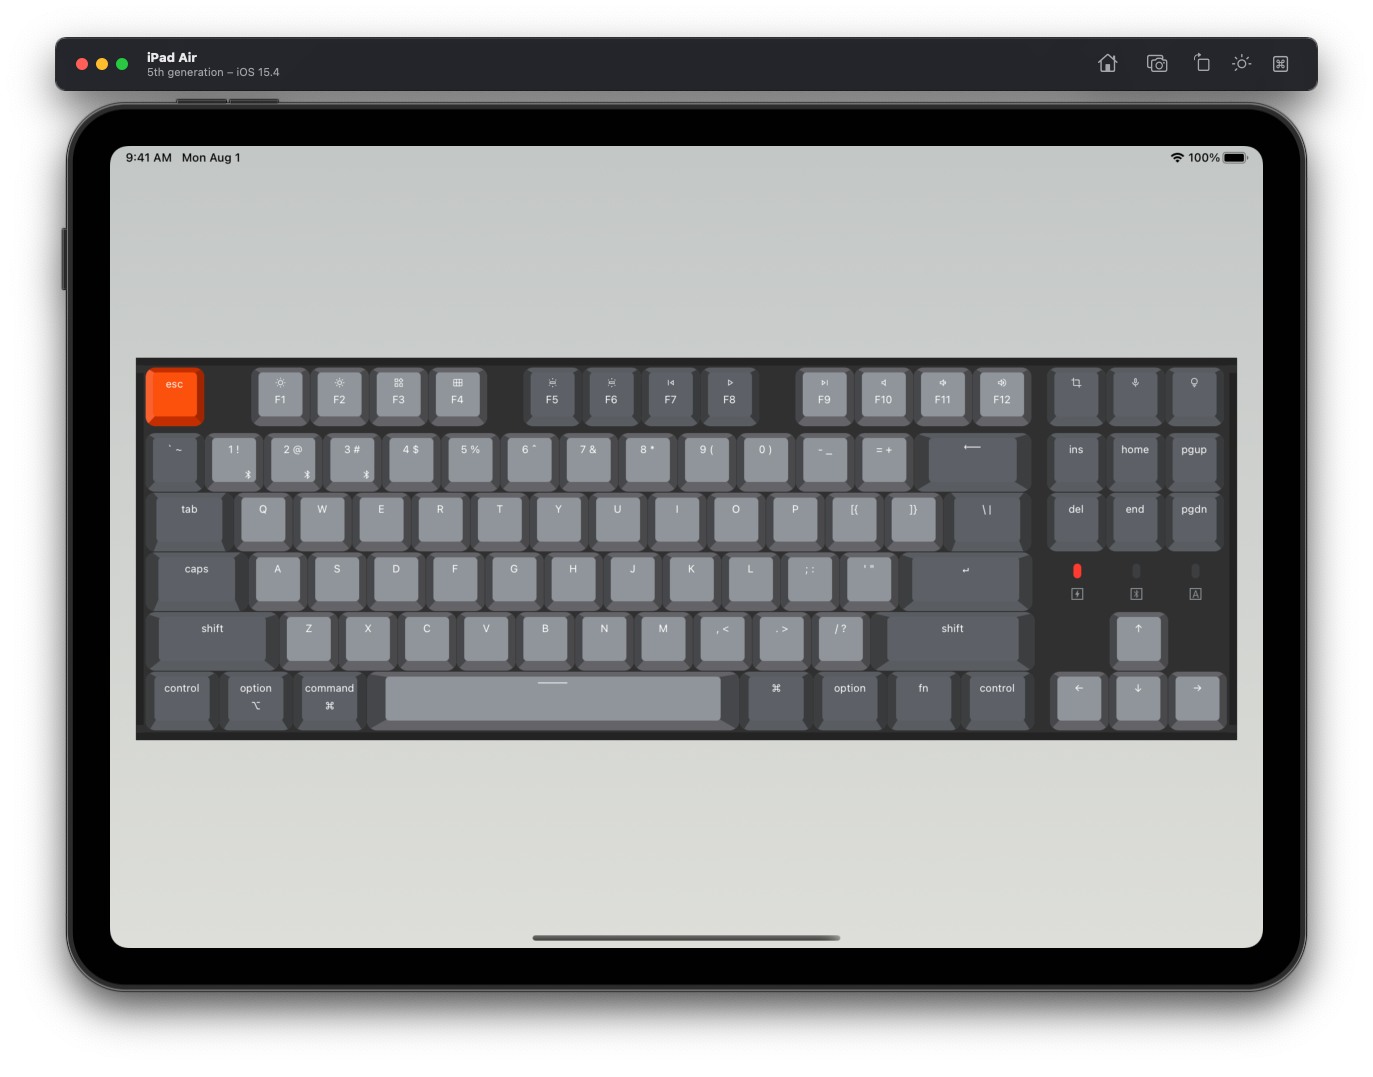 iPad Air
5th generation – iOS 15.4
9:41 AM Mon Aug 1
100%
esc F1 F2 F3 F4 F5 F6 F7 F8 F9 F10 F11 F12
` ~ 1 ! 2 @ 3 # 4 $ 5 % 6 ^ 7 & 8 * 9 ( 0 ) - _ = + ← ins home pgup
tab Q W E R T Y U I O P [{ ]} \ | del end pgdn
caps A S D F G H J K L ; : ' " ↵
A
shift Z X C V B N M , < . > / ? shift ↑
control option command ⌘ option fn control ← ↓ →
⌥ ⌘